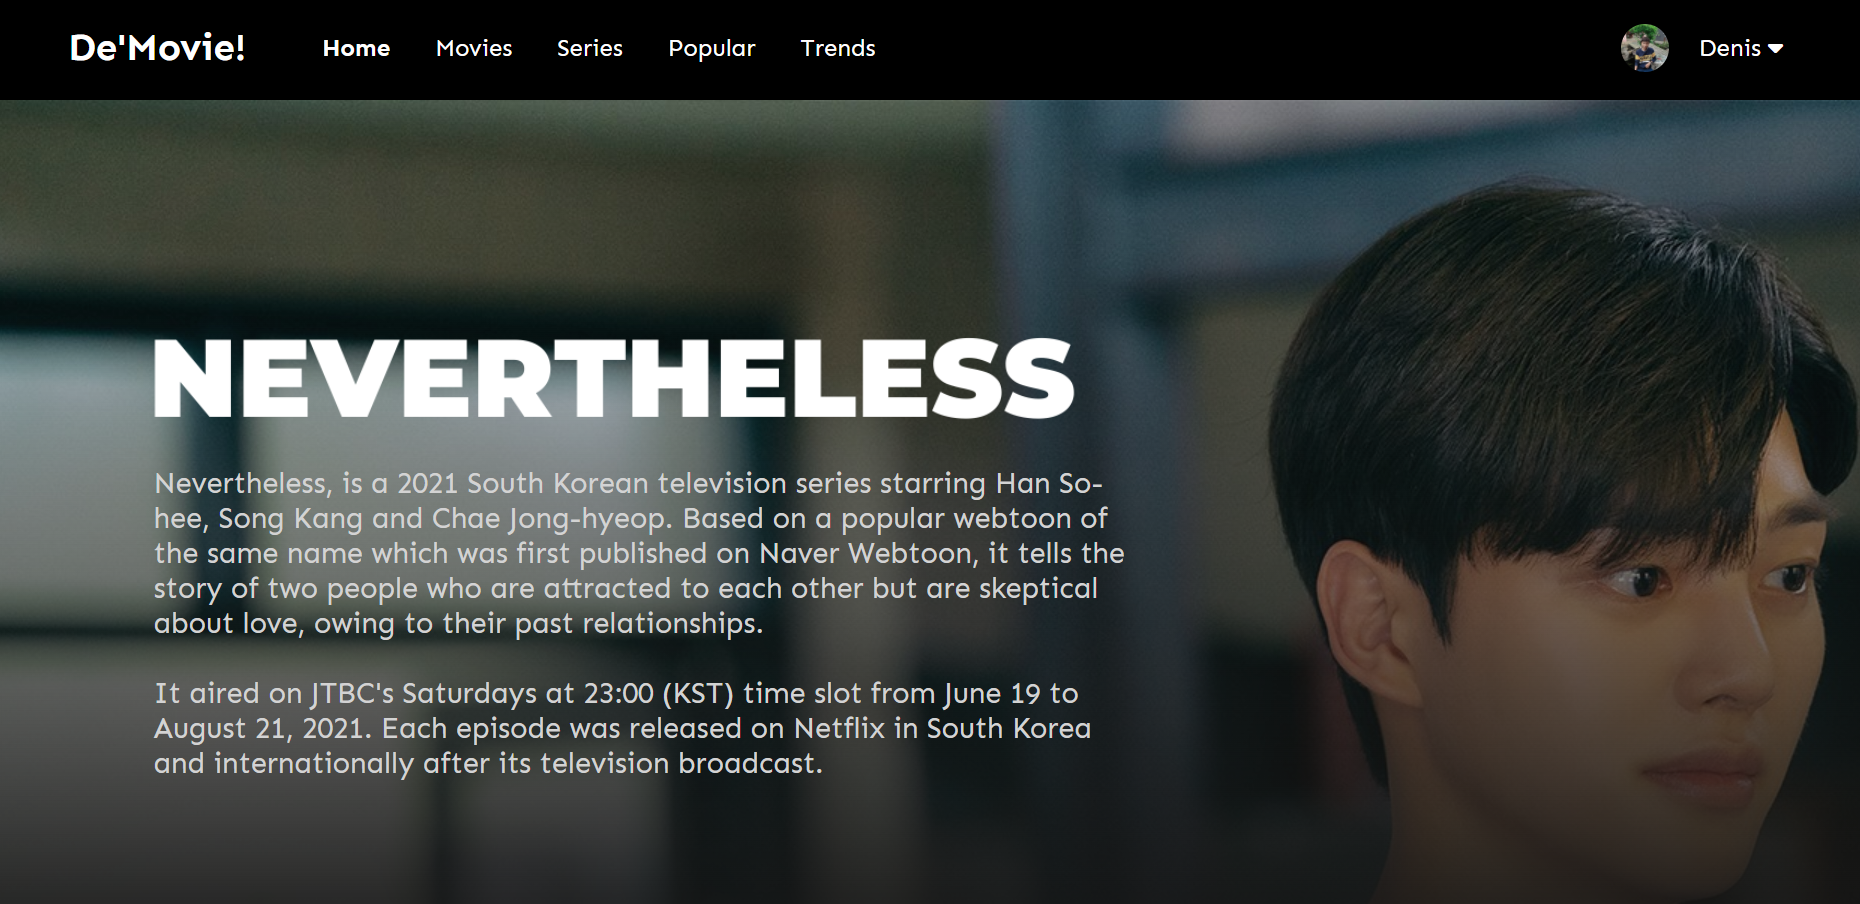 De'Movie!
Home
Movies
Series
Popular
Trends
Denis
NEVERTHELESS
Nevertheless, is a 2021 South Korean television series starring Han So-
hee, Song Kang and Chae Jong-hyeop. Based on a popular webtoon of
the same name which was first published on Naver Webtoon, it tells the
story of two people who are attracted to each other but are skeptical
about love, owing to their past relationships.
It aired on JTBC's Saturdays at 23:00 (KST) time slot from June 19 to
August 21, 2021. Each episode was released on Netflix in South Korea
and internationally after its television broadcast.